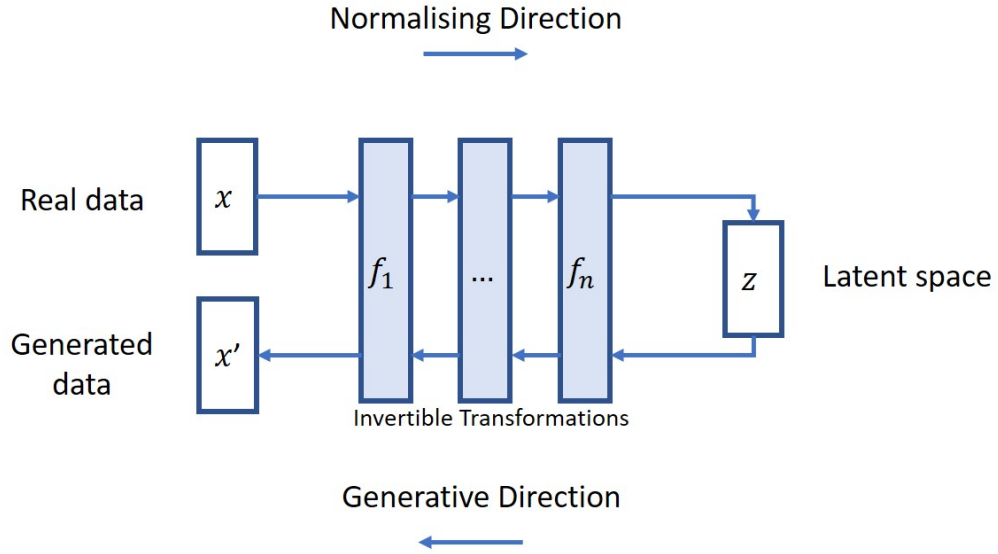 Normalising Direction
Real data
x
f₁
...
fₙ
z
Latent space
Generated
data
x'
Invertible Transformations
Generative Direction